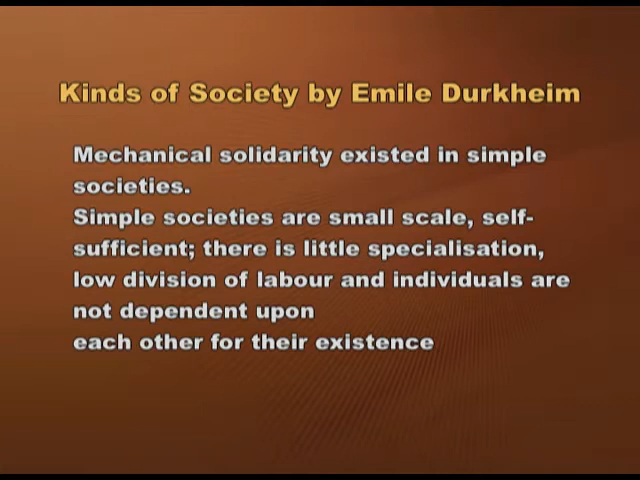 Kinds of Society by Emile Durkheim
Mechanical solidarity existed in simple
societies.
Simple societies are small scale, self-
sufficient; there is little specialisation,
low division of labour and individuals are
not dependent upon
each other for their existence